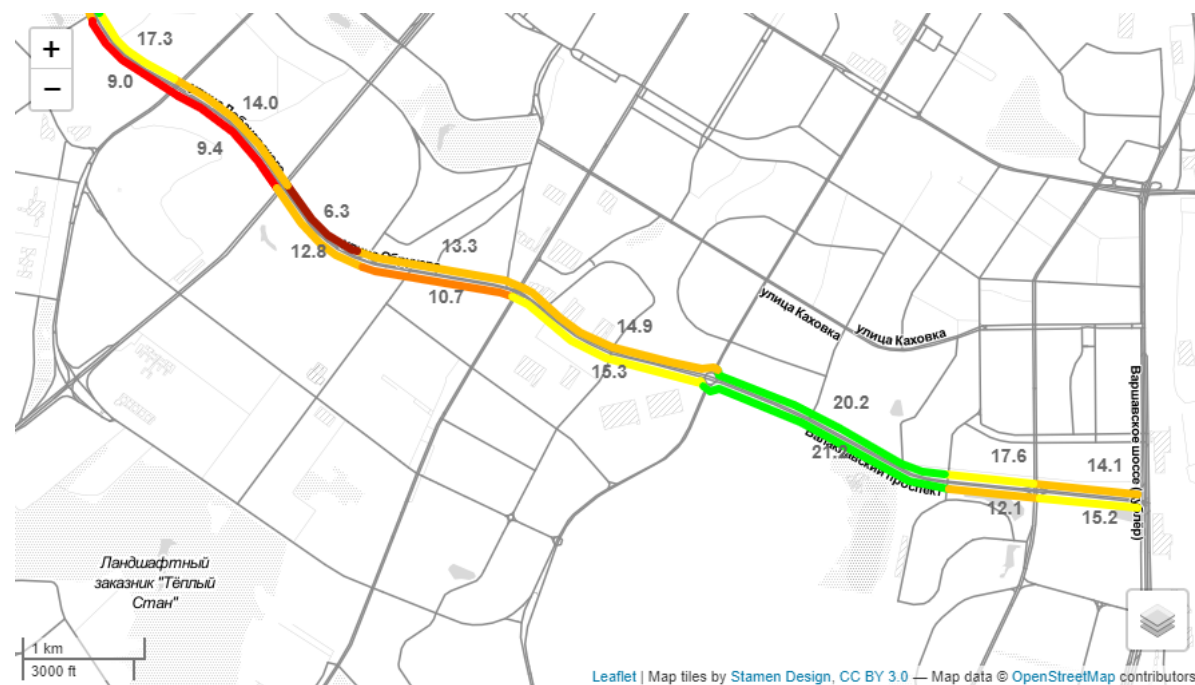 +
−
17.3
9.0
14.0
9.4
6.3
12.8
13.3
10.7
14.9
15.3
улица Каховка
улица Каховка
20.2
Балаклавский проспект
17.6
14.1
12.1
15.2
Варшавское шоссе
Ландшафтный
заказник "Тёплый
Стан"
1 km
3000 ft
Leaflet | Map tiles by Stamen Design, CC BY 3.0 — Map data © OpenStreetMap contributors